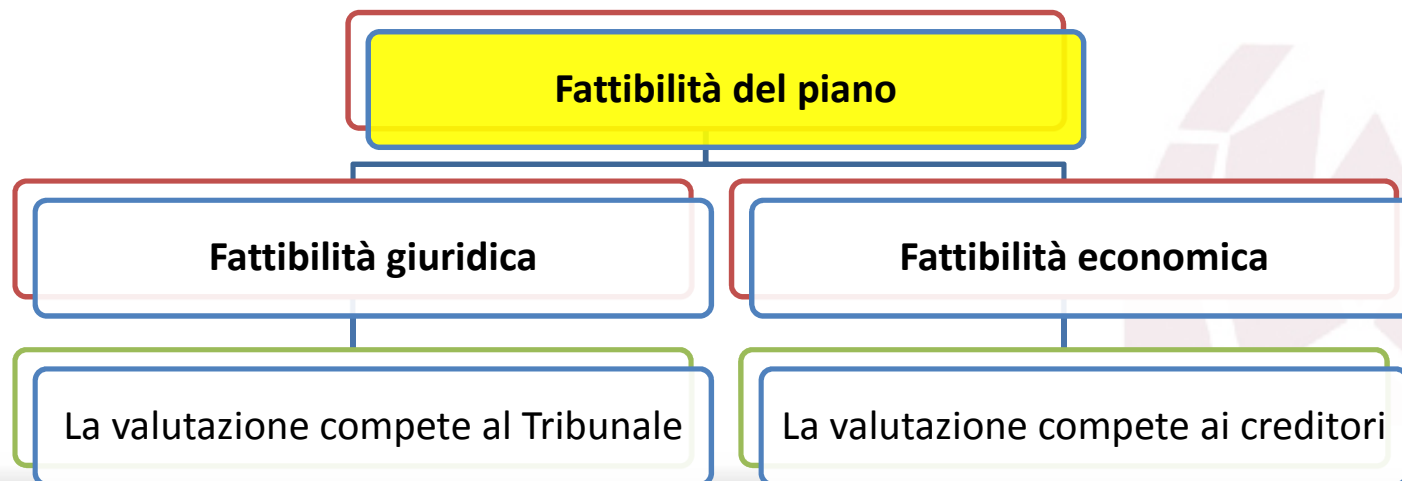 Fattibilità del piano
Fattibilità giuridica
Fattibilità economica
La valutazione compete al Tribunale
La valutazione compete ai creditori